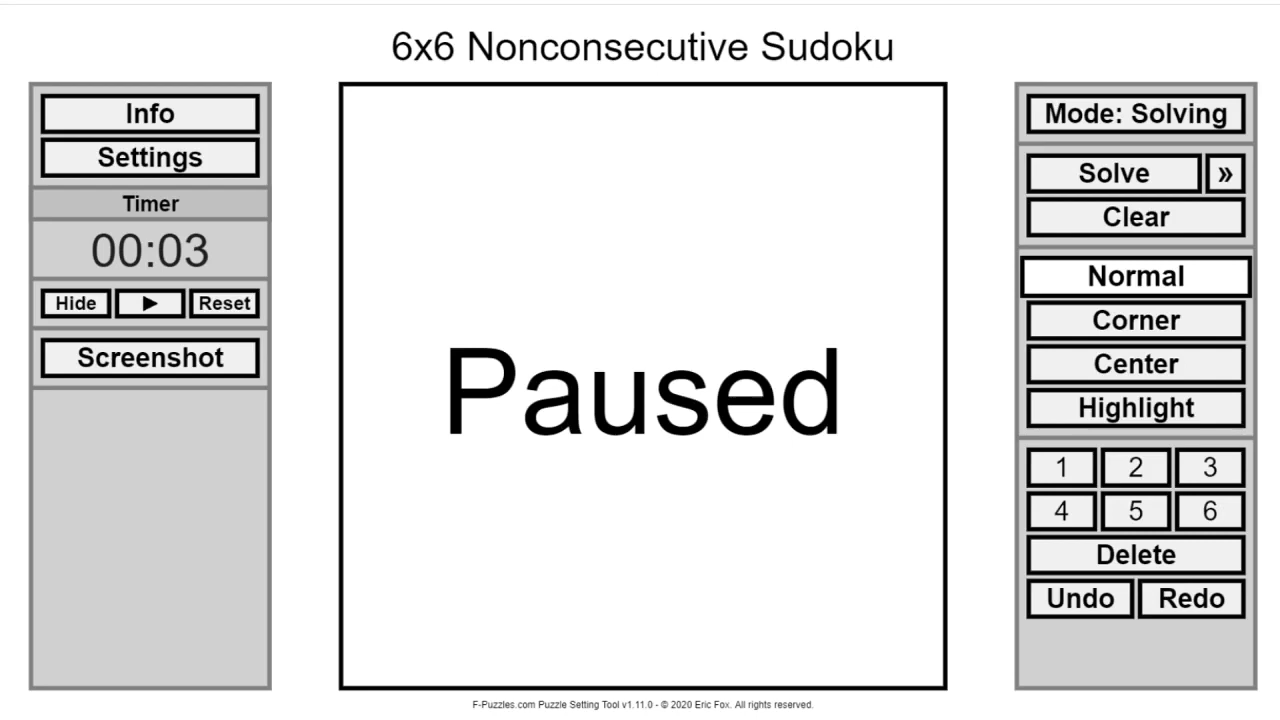 6x6 Nonconsecutive Sudoku
Info
Settings
Timer
00:03
Hide ▶ Reset
Screenshot
Paused
Mode: Solving
Solve »
Clear
Normal
Corner
Center
Highlight
1 2 3
4 5 6
Delete
Undo Redo
F-Puzzles.com Puzzle Setting Tool v1.11.0 - © 2020 Eric Fox. All rights reserved.